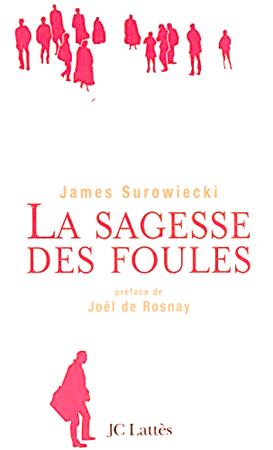 James Surowiecki
LA SAGESSE
DES FOULES
préface de
Joël de Rosnay
JC Lattès